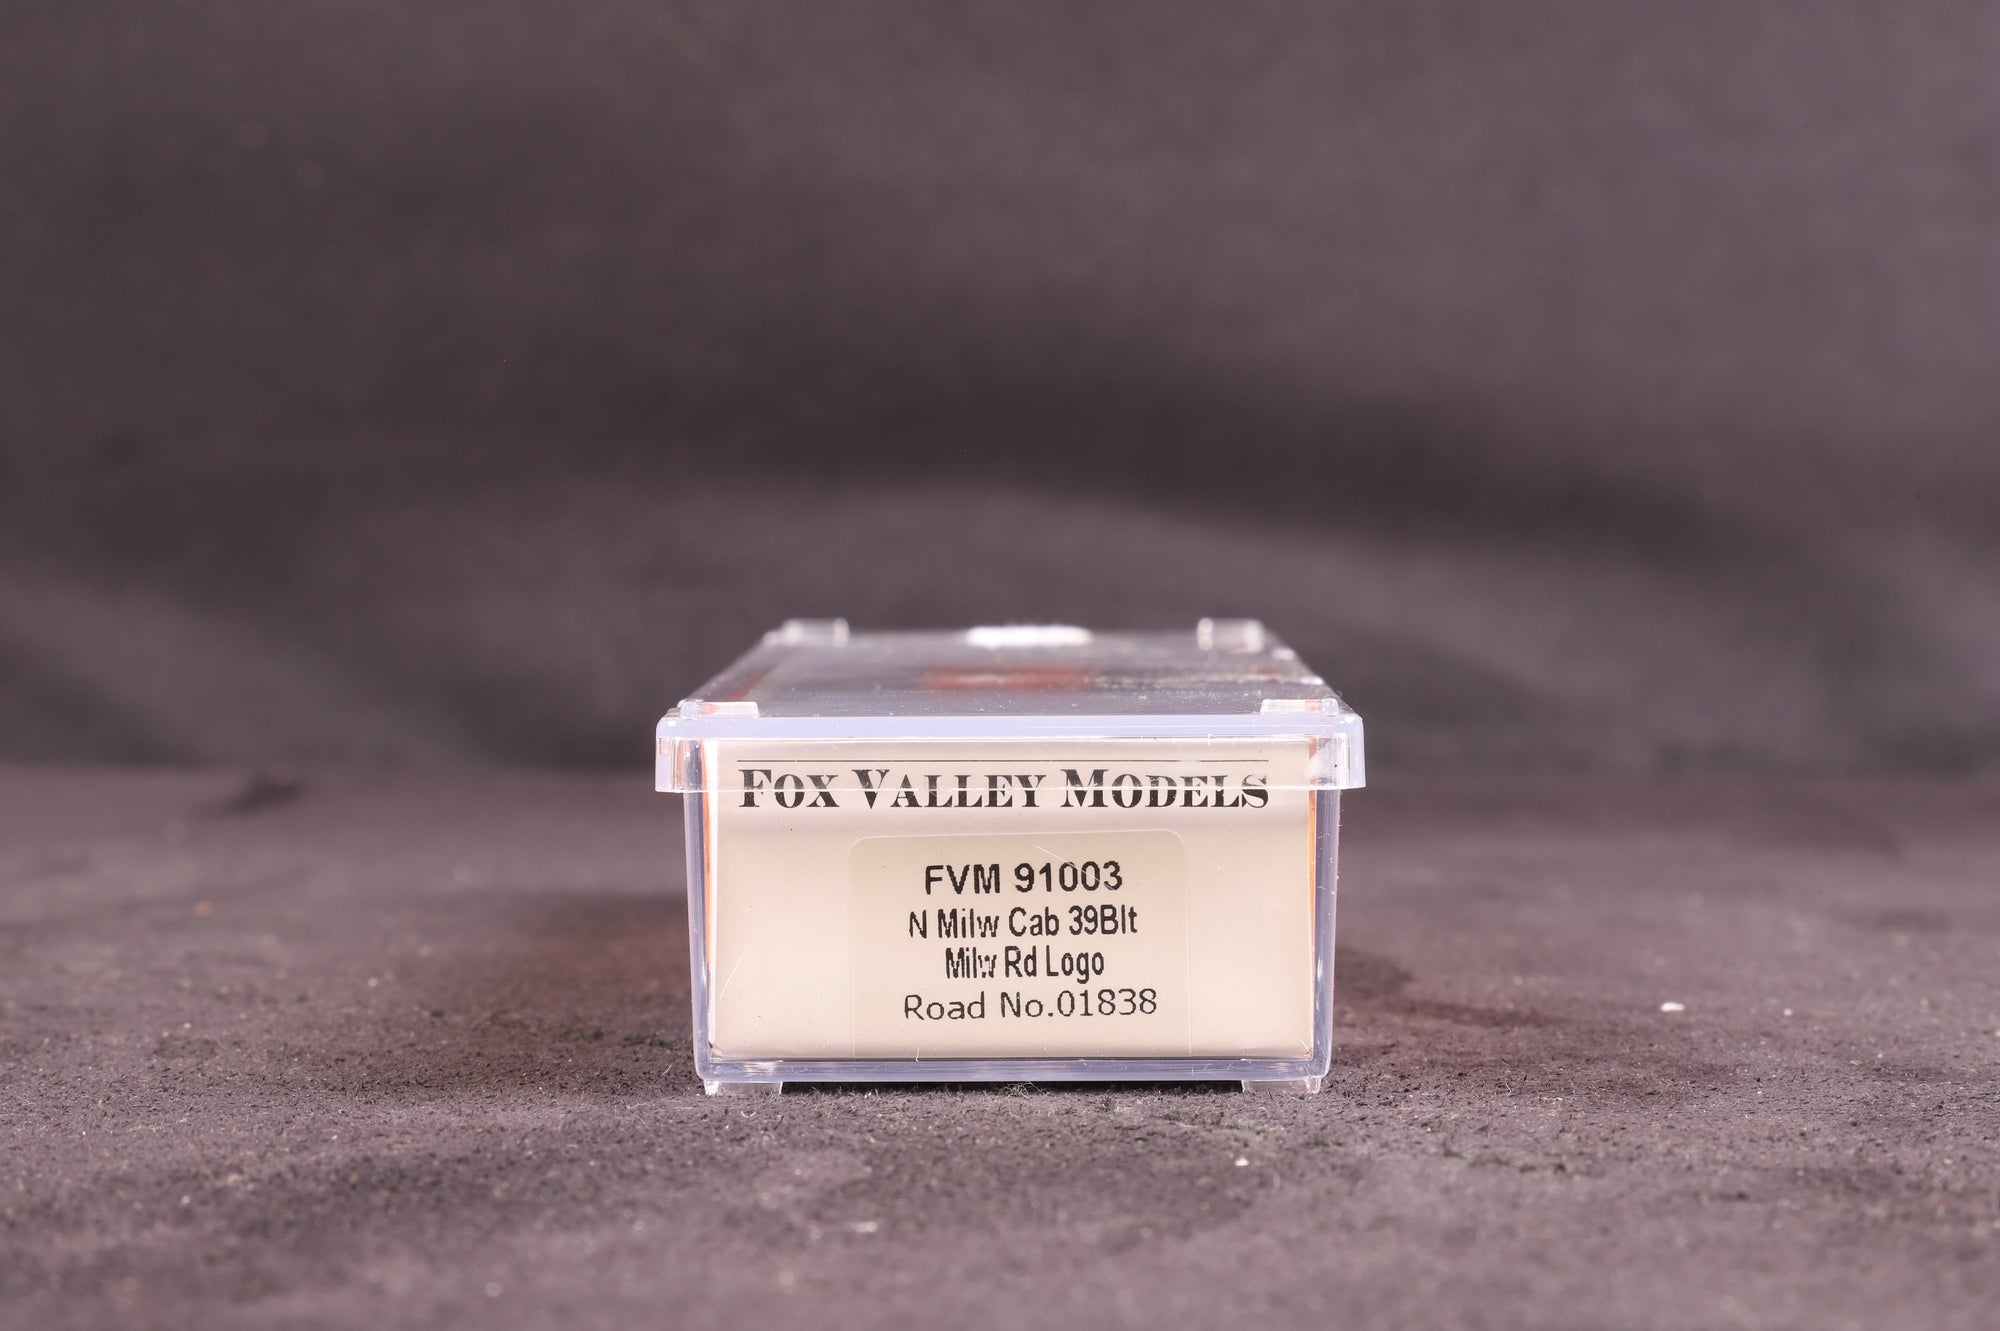 FOX VALLEY MODELS
FVM 91003
N Milw Cab 39Blt
Milw Rd Logo
Road No.01838